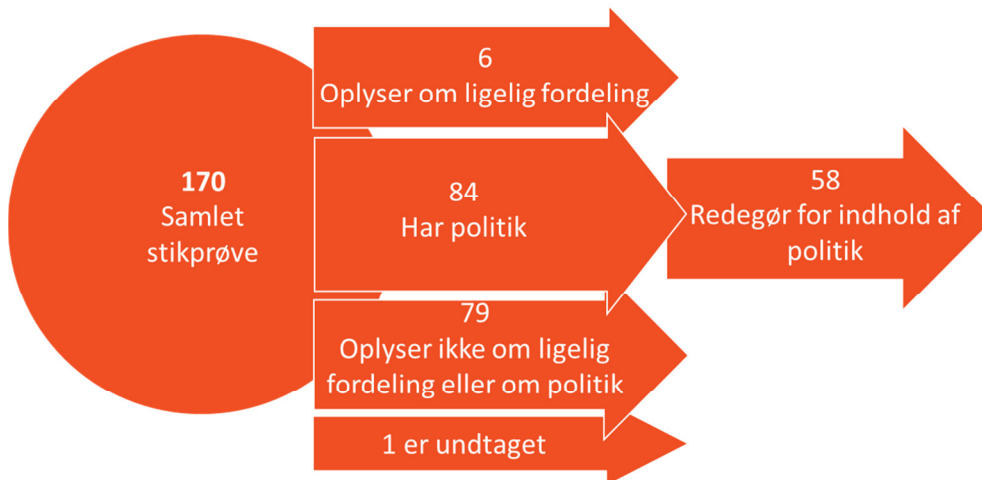 170
Samlet
stikprøve
6
Oplyser om ligelig fordeling
84
Har politik
79
Oplyser ikke om ligelig
fordeling eller om politik
1 er undtaget
58
Redegør for indhold af
politik